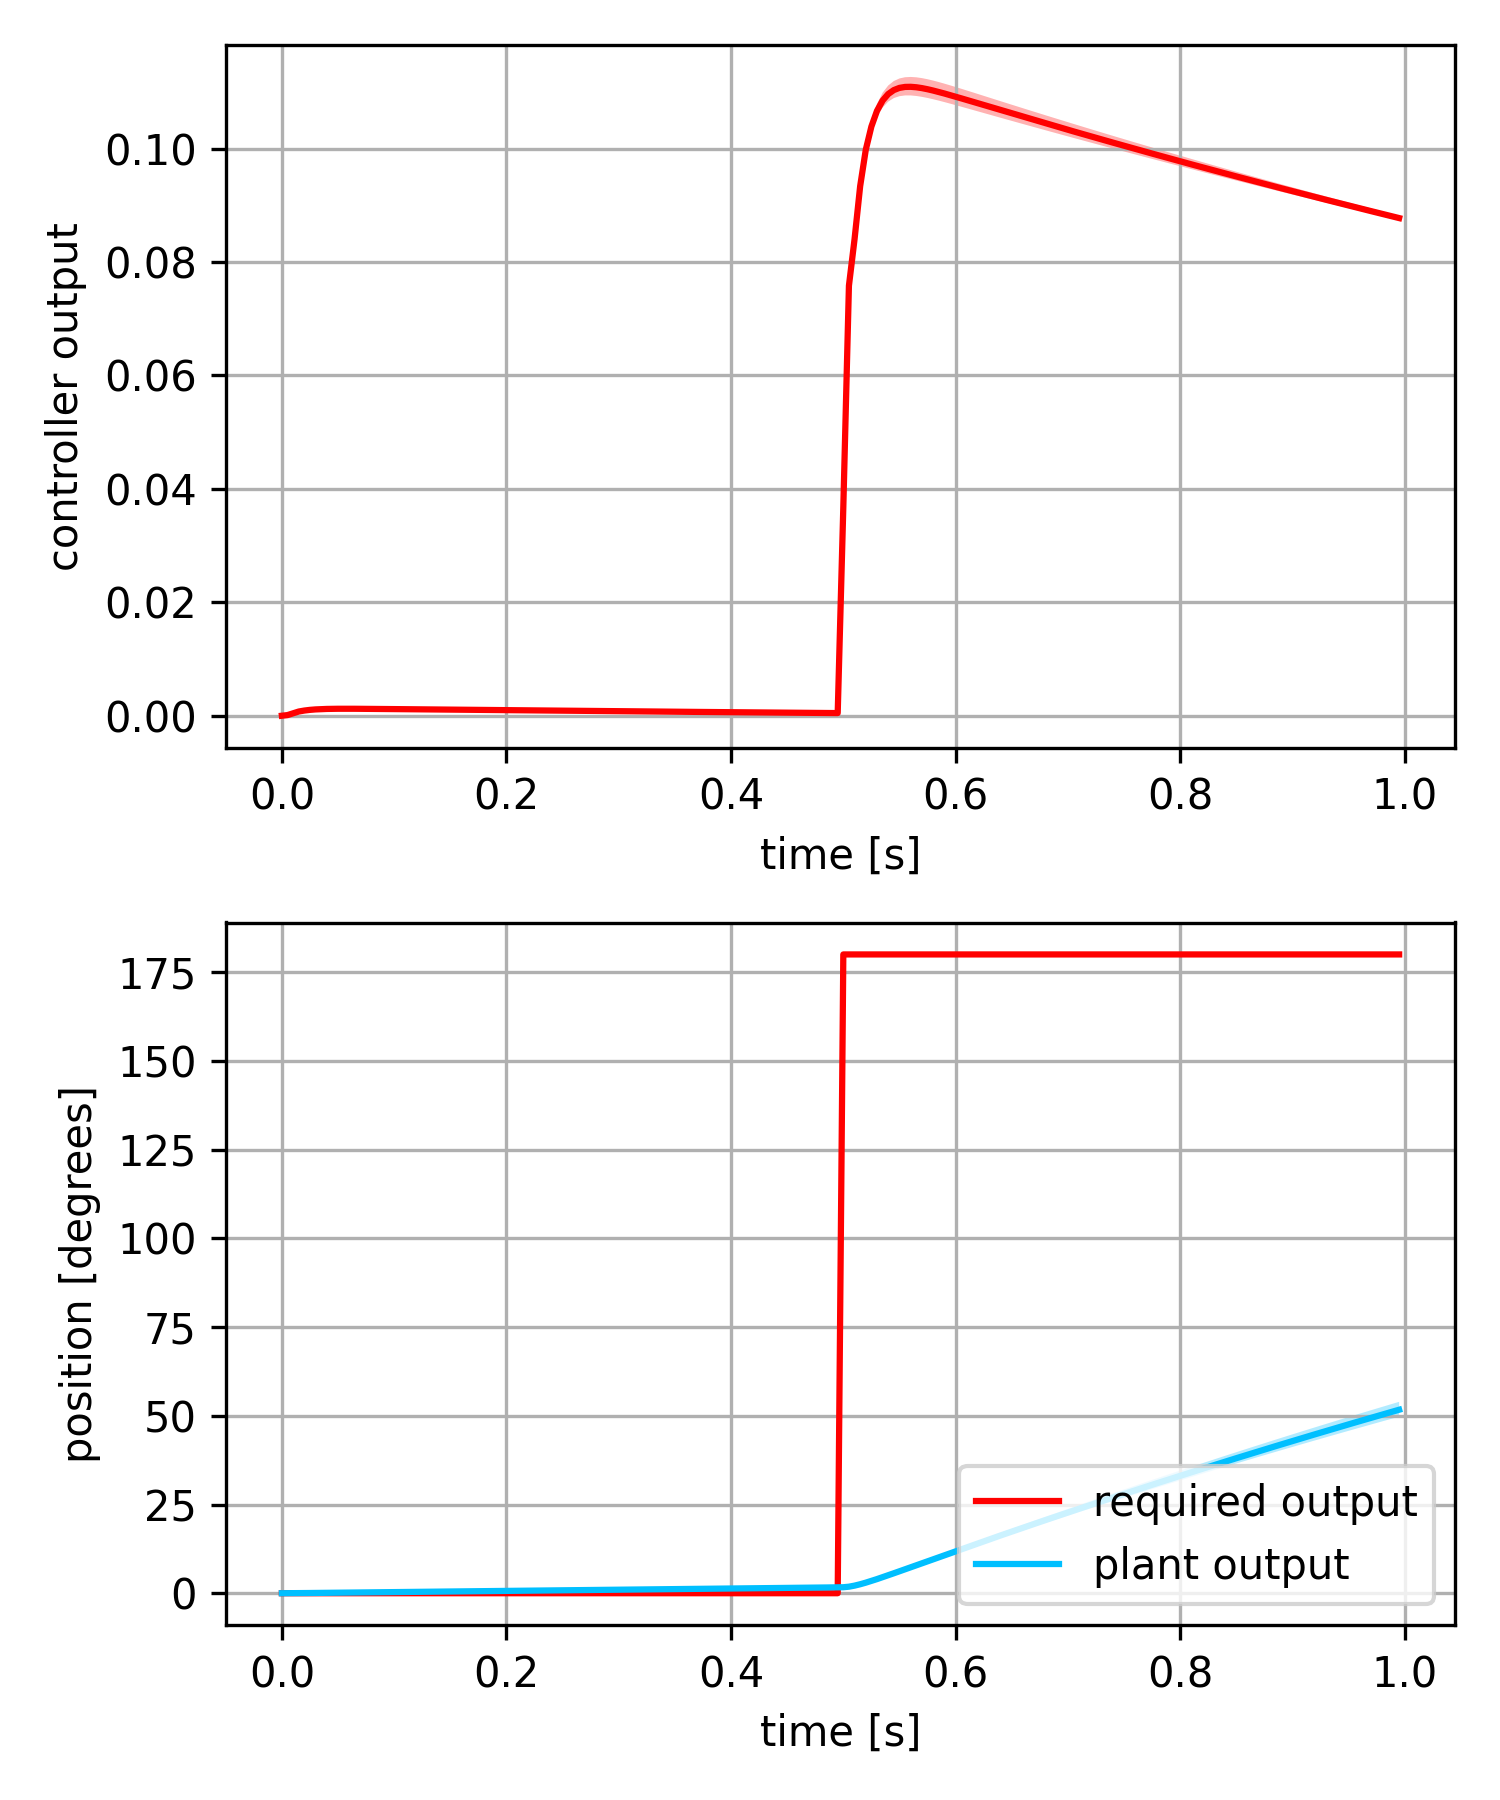 controller output
0.10
0.08
0.06
0.04
0.02
0.00
0.0 0.2 0.4 0.6 0.8 1.0
time [s]
position [degrees]
175
150
125
100
75
50
25
0
required output
plant output
0.0 0.2 0.4 0.6 0.8 1.0
time [s]